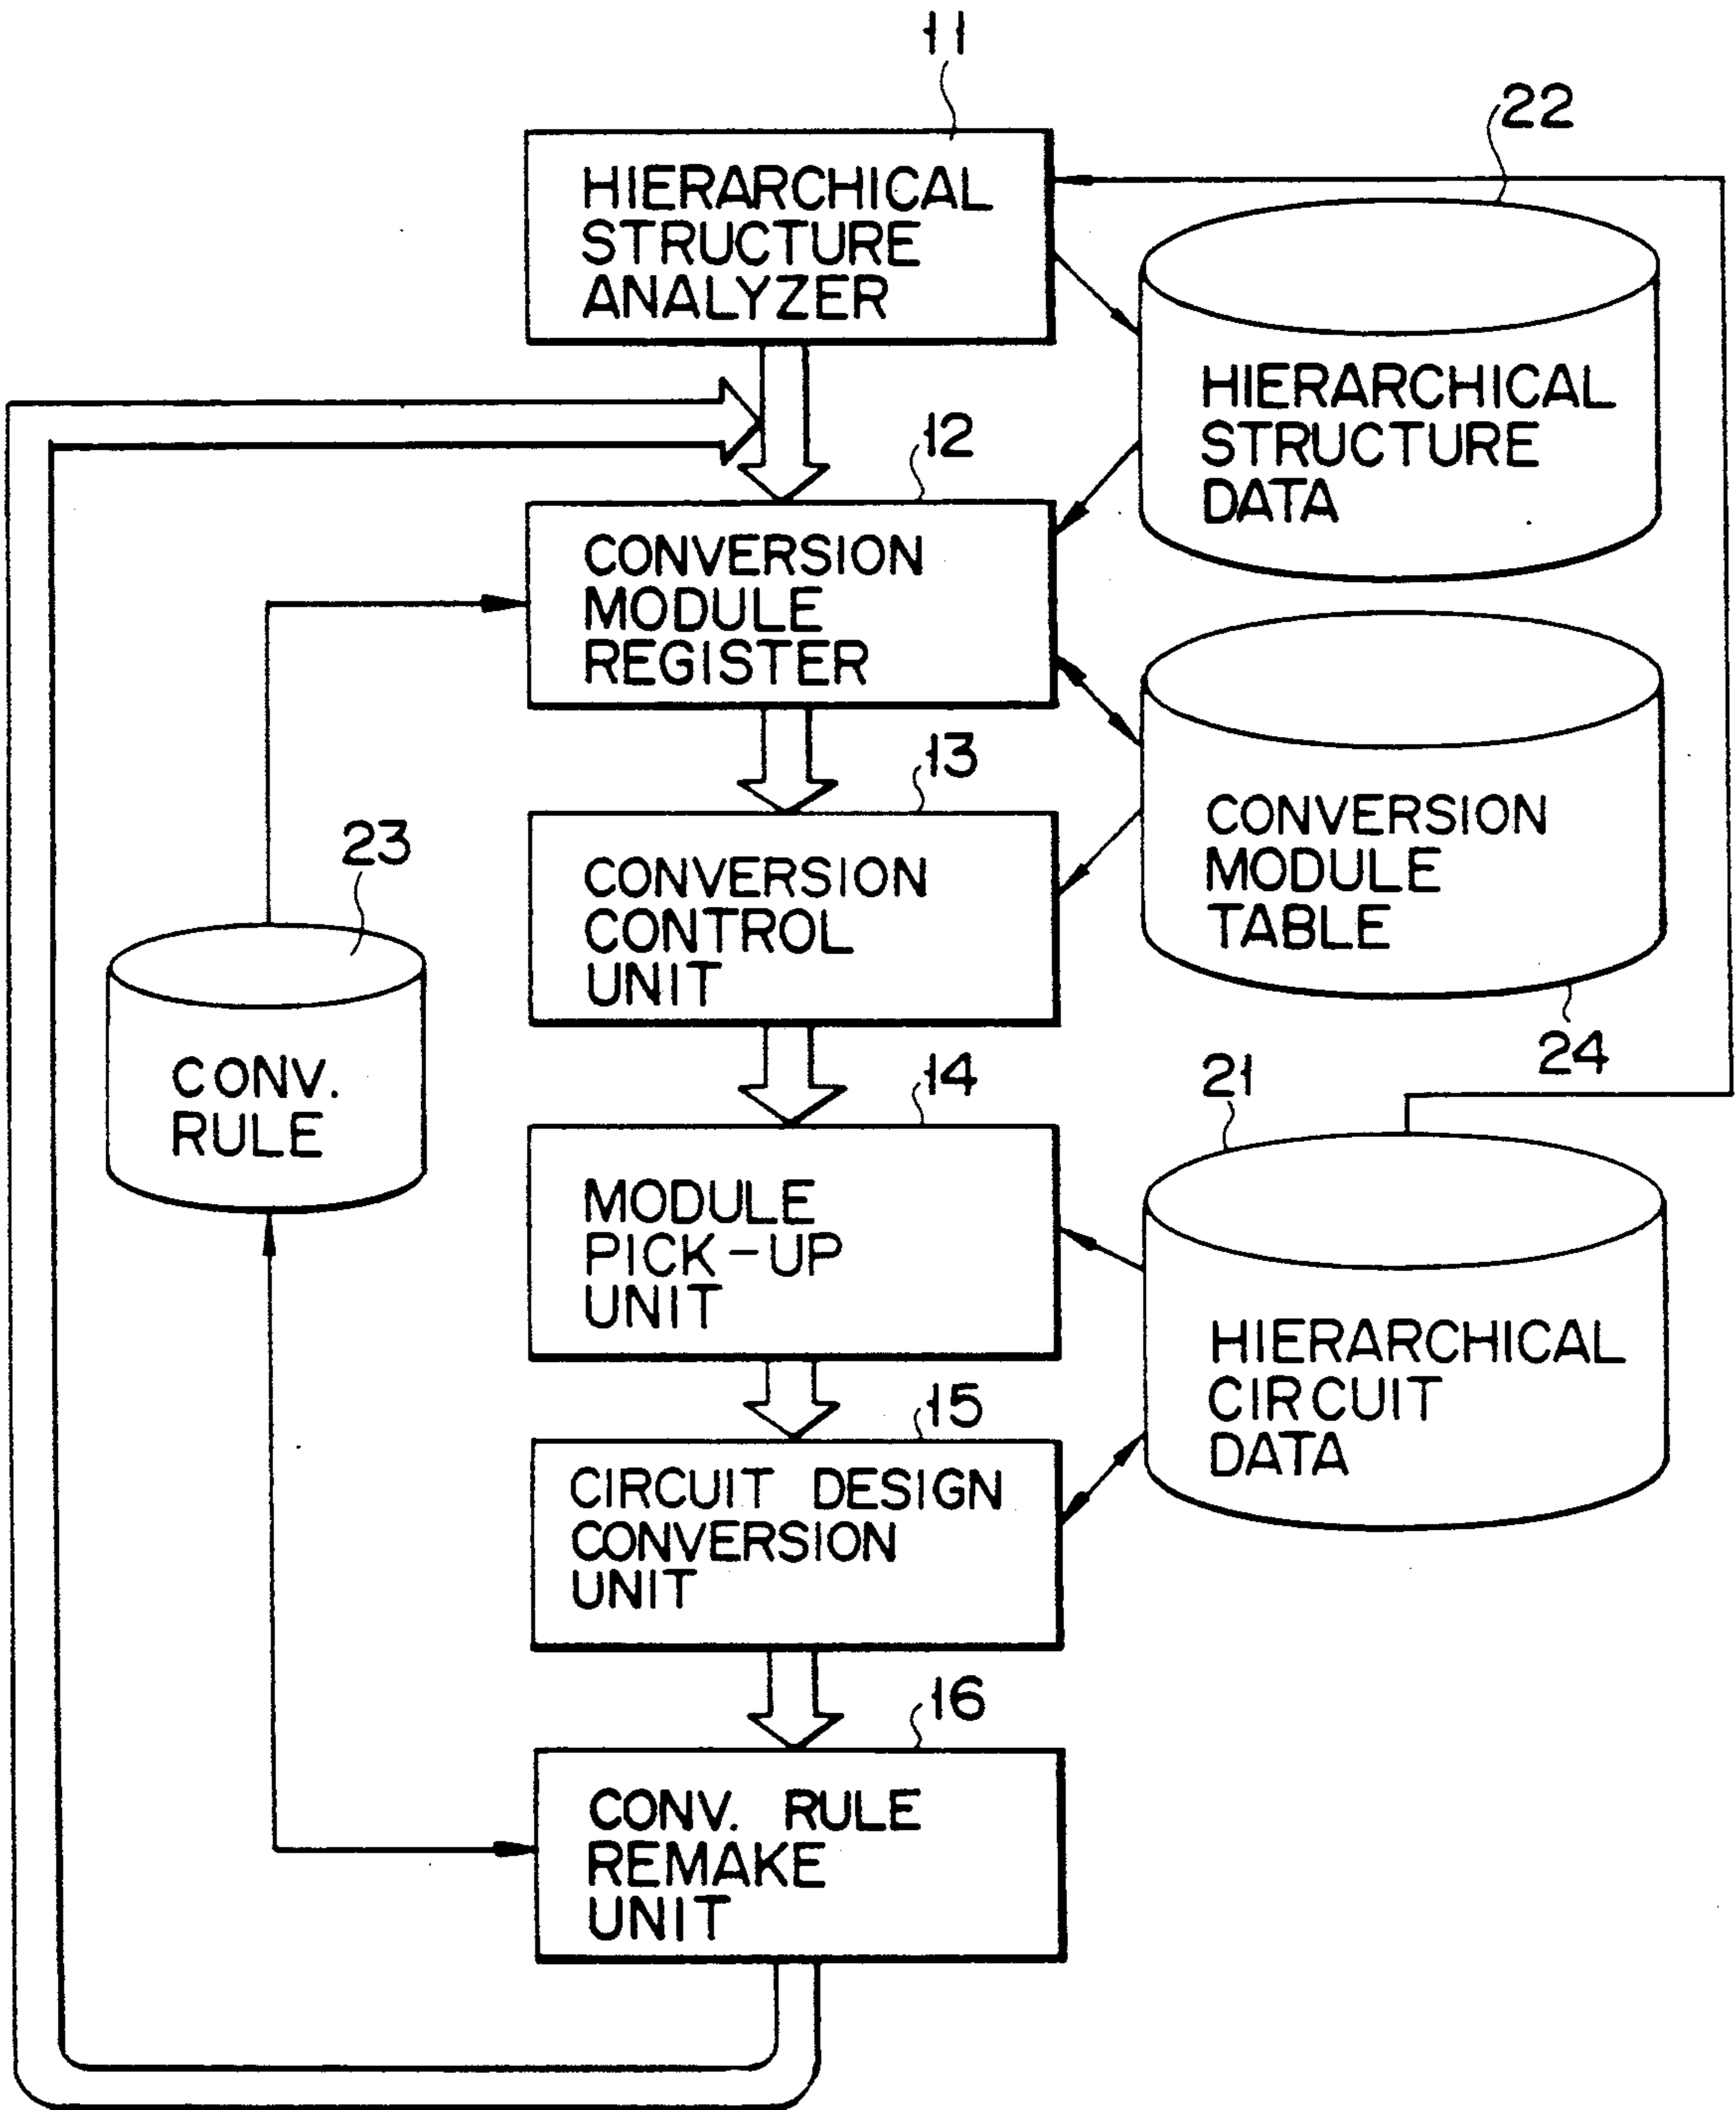 11
HIERARCHICAL
STRUCTURE
ANALYZER
22
HIERARCHICAL
STRUCTURE
DATA
12
CONVERSION
MODULE
REGISTER
13
CONVERSION
CONTROL
UNIT
CONVERSION
MODULE
TABLE
24
23
CONV.
RULE
14
MODULE
PICK-UP
UNIT
21
HIERARCHICAL
CIRCUIT
DATA
15
CIRCUIT DESIGN
CONVERSION
UNIT
16
CONV. RULE
REMAKE
UNIT